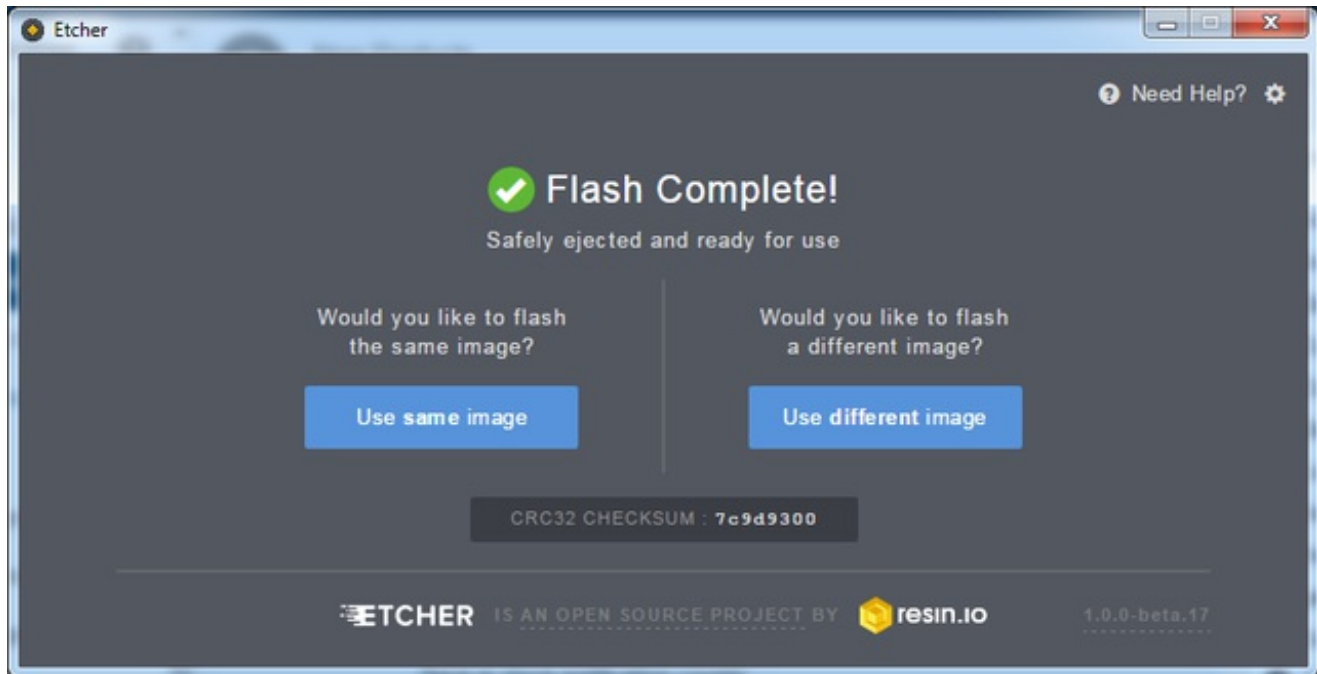 Etcher
Need Help?
Flash Complete!
Safely ejected and ready for use
Would you like to flash
the same image?
Use same image
Would you like to flash
a different image?
Use different image
CRC32 CHECKSUM : 7c9d9300
ETCHER IS AN OPEN SOURCE PROJECT BY resin.io
1.0.0-beta.17